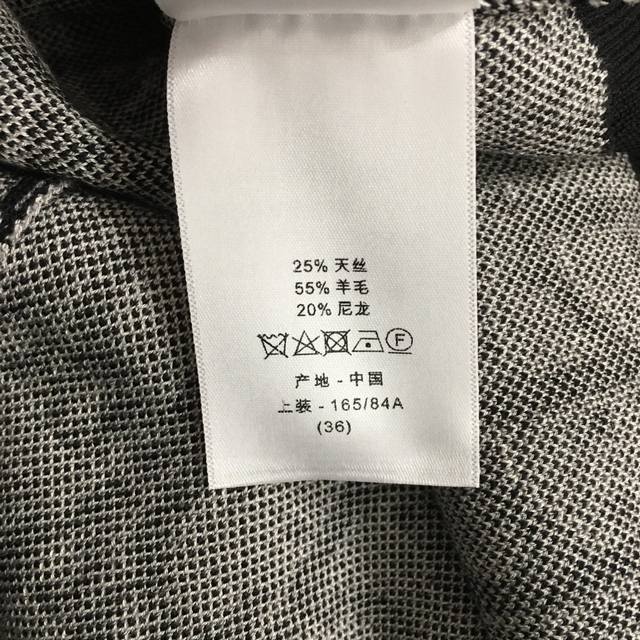 25% 天丝
55% 羊毛
20% 尼龙
F
产地 - 中国
上装 - 165/84A
(36)